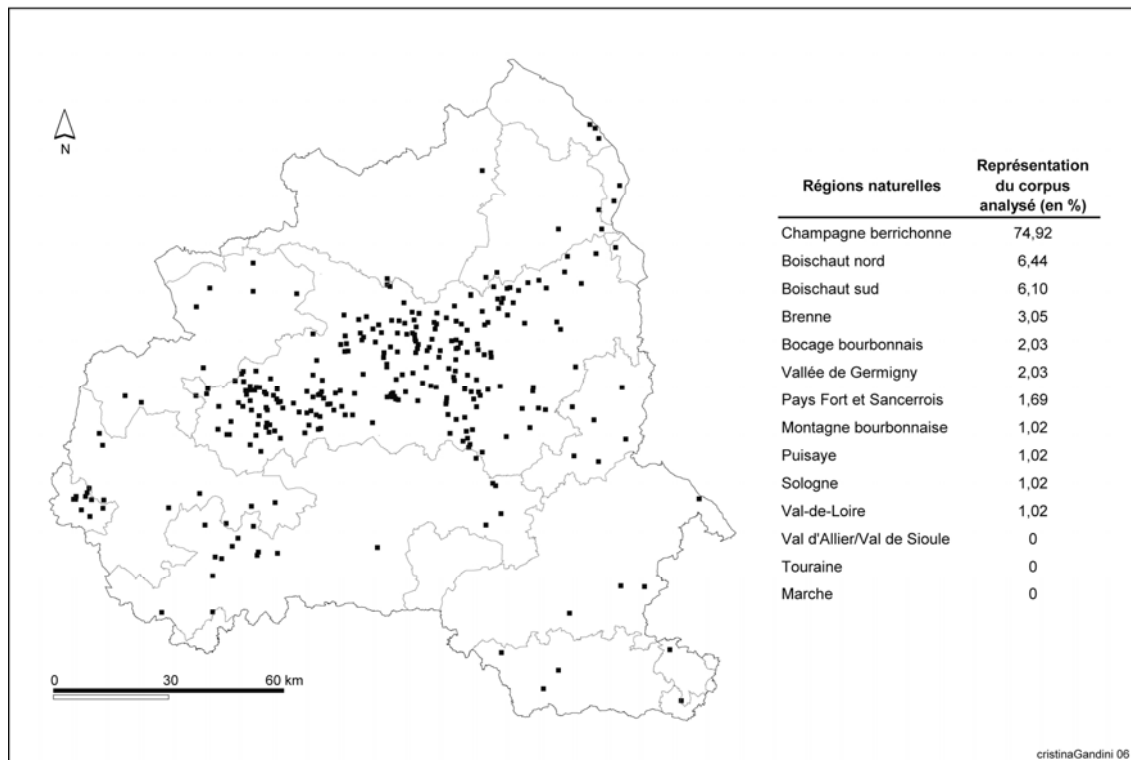 N
Régions naturelles
Représentation
du corpus
analysé (en %)
Champagne berrichonne 74,92
Boischaut nord 6,44
Boischaut sud 6,10
Brenne 3,05
Bocage bourbonnais 2,03
Vallée de Germigny 2,03
Pays Fort et Sancerrois 1,69
Montagne bourbonnaise 1,02
Puisaye 1,02
Sologne 1,02
Val-de-Loire 1,02
Val d'Allier/Val de Sioule 0
Touraine 0
Marche 0
0 60 km
30
cristinaGandini 06